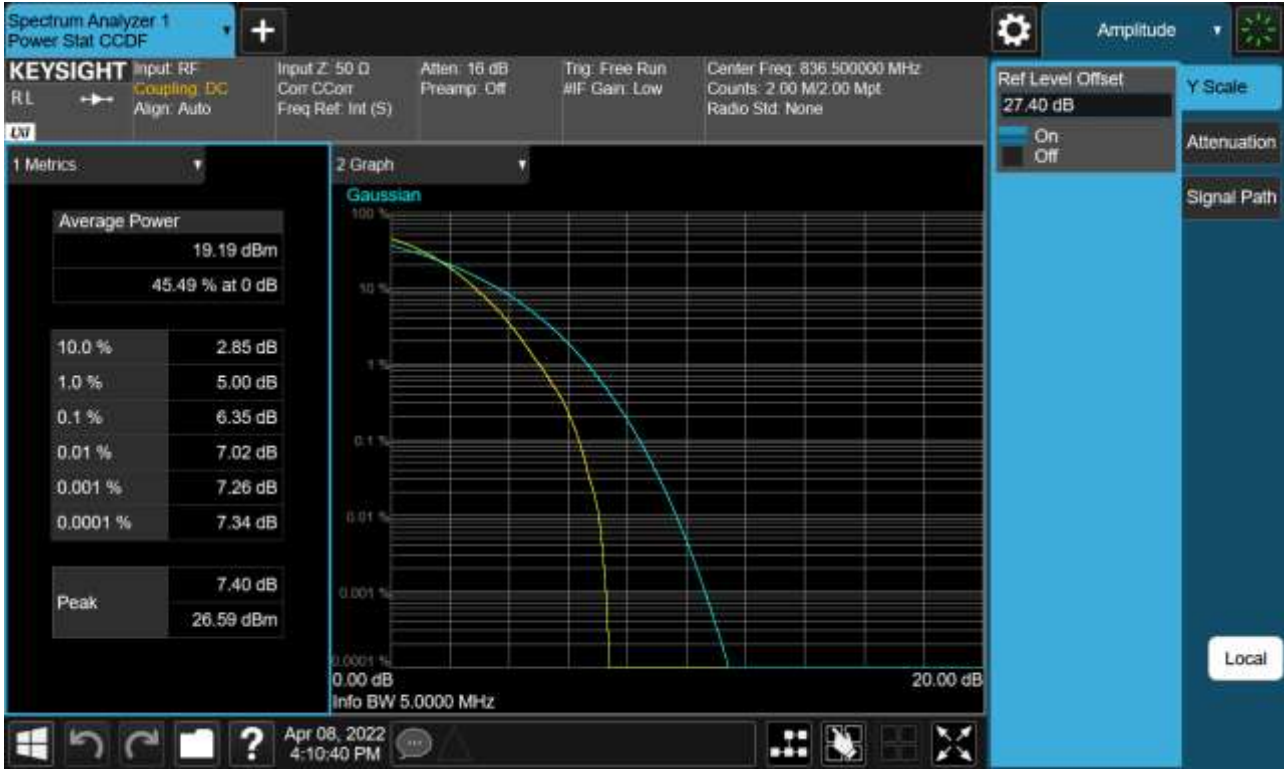 Spectrum Analyzer 1
Power Stat CCDF
Amplitude
KEYSIGHT
RL
LXI
Input: RF
Coupling: DC
Align: Auto
Input Z: 50 Ω
Corr CCorr
Freq Ref: Int (S)
Atten: 16 dB
Preamp: Off
Trig: Free Run
#IF Gain: Low
Center Freq: 836.500000 MHz
Counts: 2.00 M/2.00 Mpt
Radio Std: None
Ref Level Offset
27.40 dB
On
Off
Y Scale
Attenuation
Signal Path
Local
1 Metrics
Average Power
19.19 dBm
45.49 % at 0 dB
10.0 % 2.85 dB
1.0 % 5.00 dB
0.1 % 6.35 dB
0.01 % 7.02 dB
0.001 % 7.26 dB
0.0001 % 7.34 dB
Peak
7.40 dB
26.59 dBm
2 Graph
Gaussian
100 %
10 %
1 %
0.1 %
0.01 %
0.001 %
0.0001 %
0.00 dB 20.00 dB
Info BW 5.0000 MHz
Apr 08, 2022
4:10:40 PM